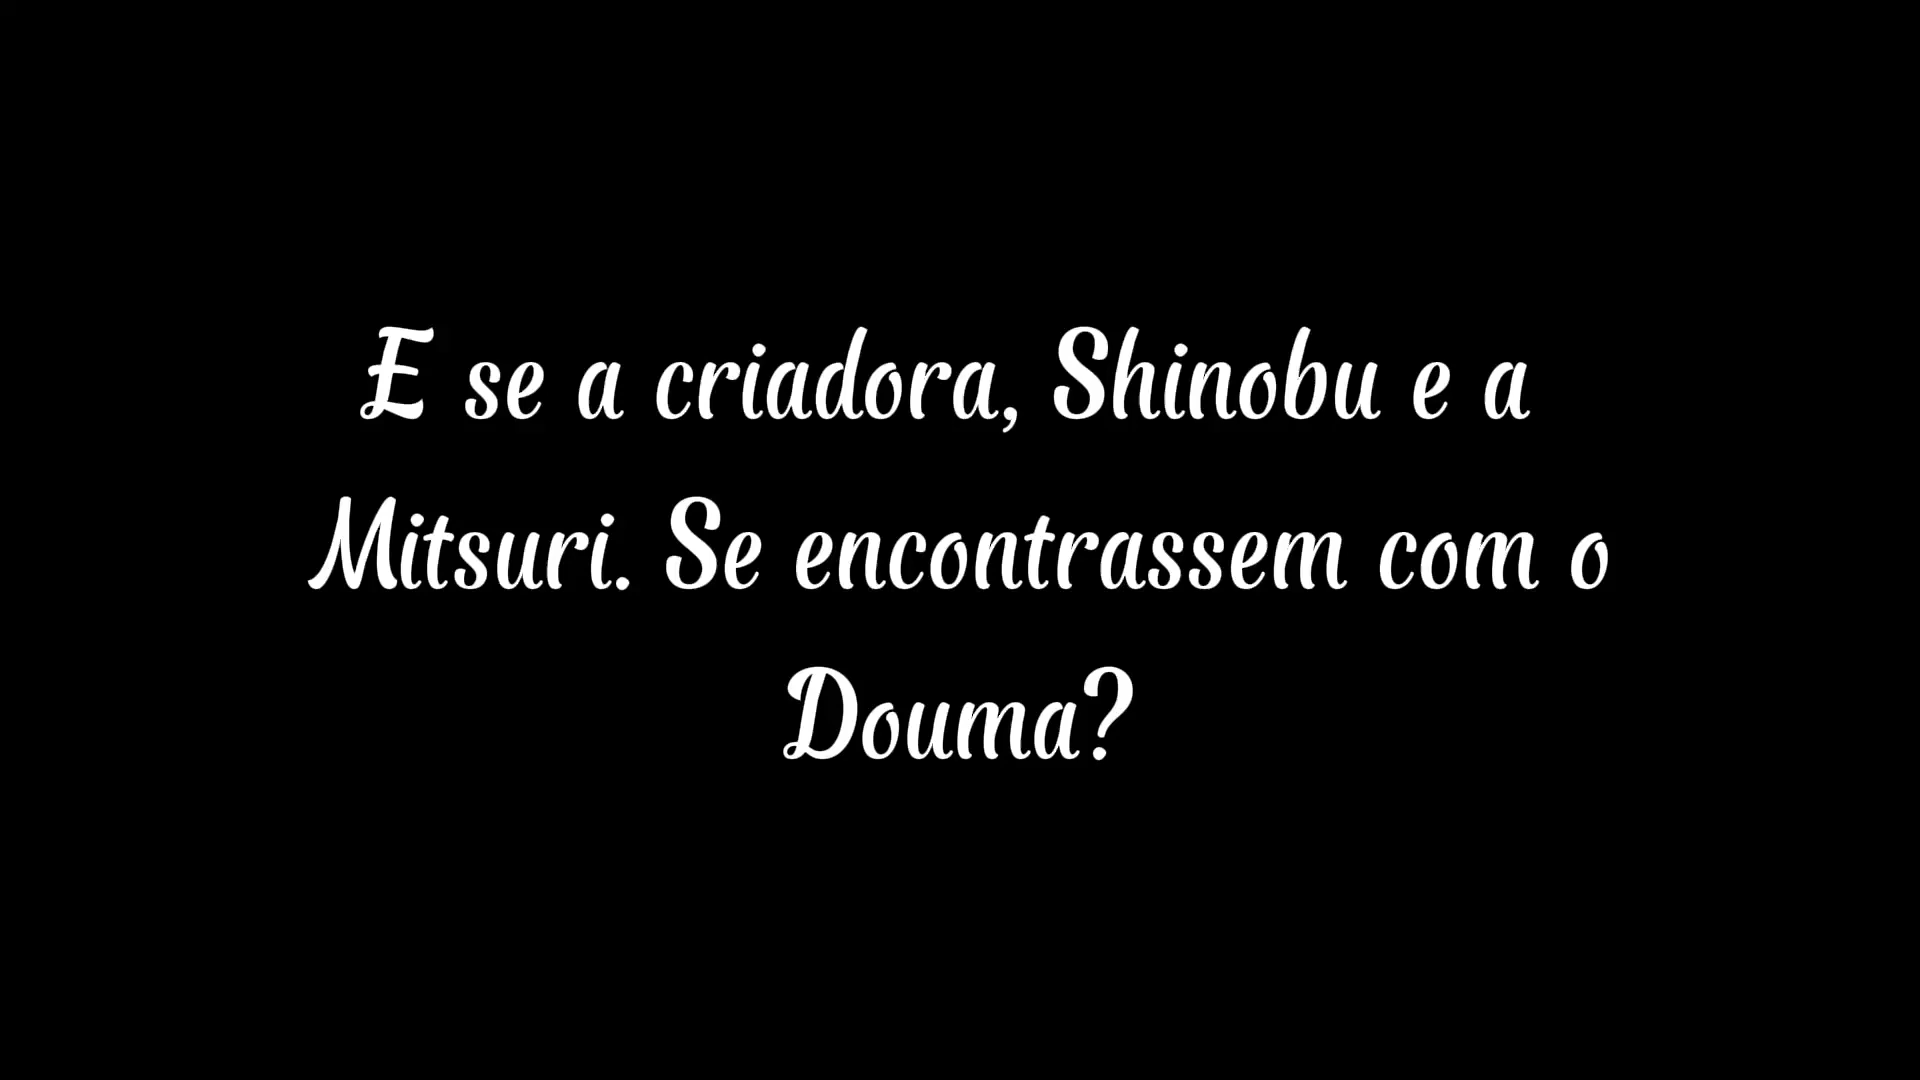 E se a criadora, Shinobu e a
Mitsuri. Se encontrassem com o
Douma?